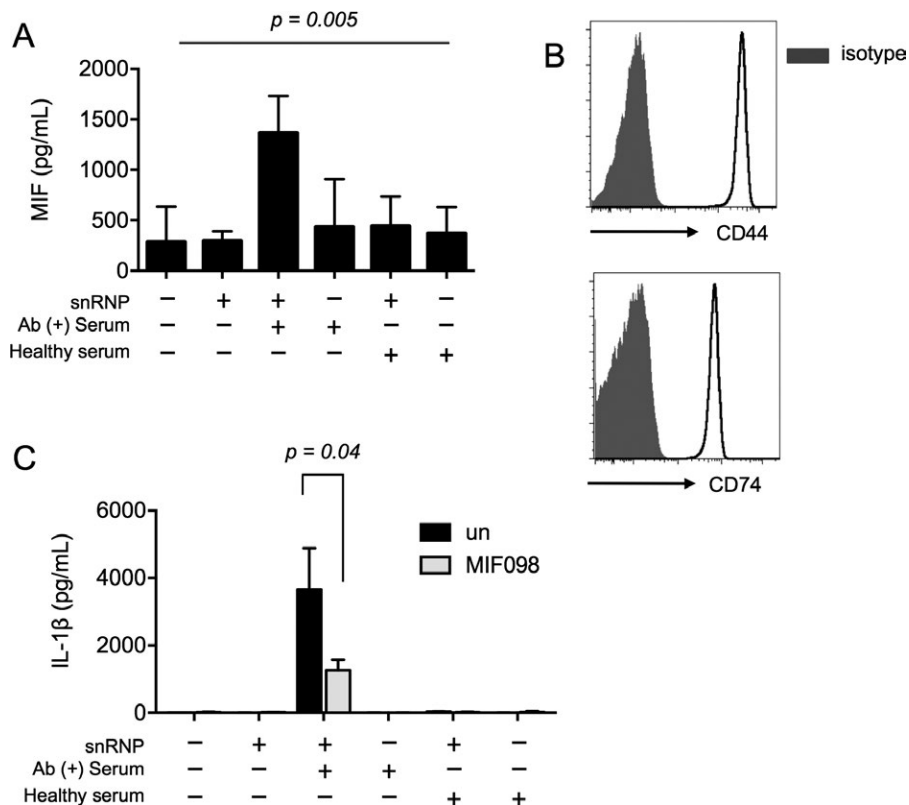 A
p = 0.005
MIF (pg/mL)
2000
1500
1000
500
0
snRNP − + + − + −
Ab (+) Serum − − + + − −
Healthy serum − − − − + +
B
isotype
CD44
CD74
C
p = 0.04
IL-1β (pg/mL)
6000
4000
2000
0
un
MIF098
snRNP − + + − + −
Ab (+) Serum − − + + − −
Healthy serum − − − − + +